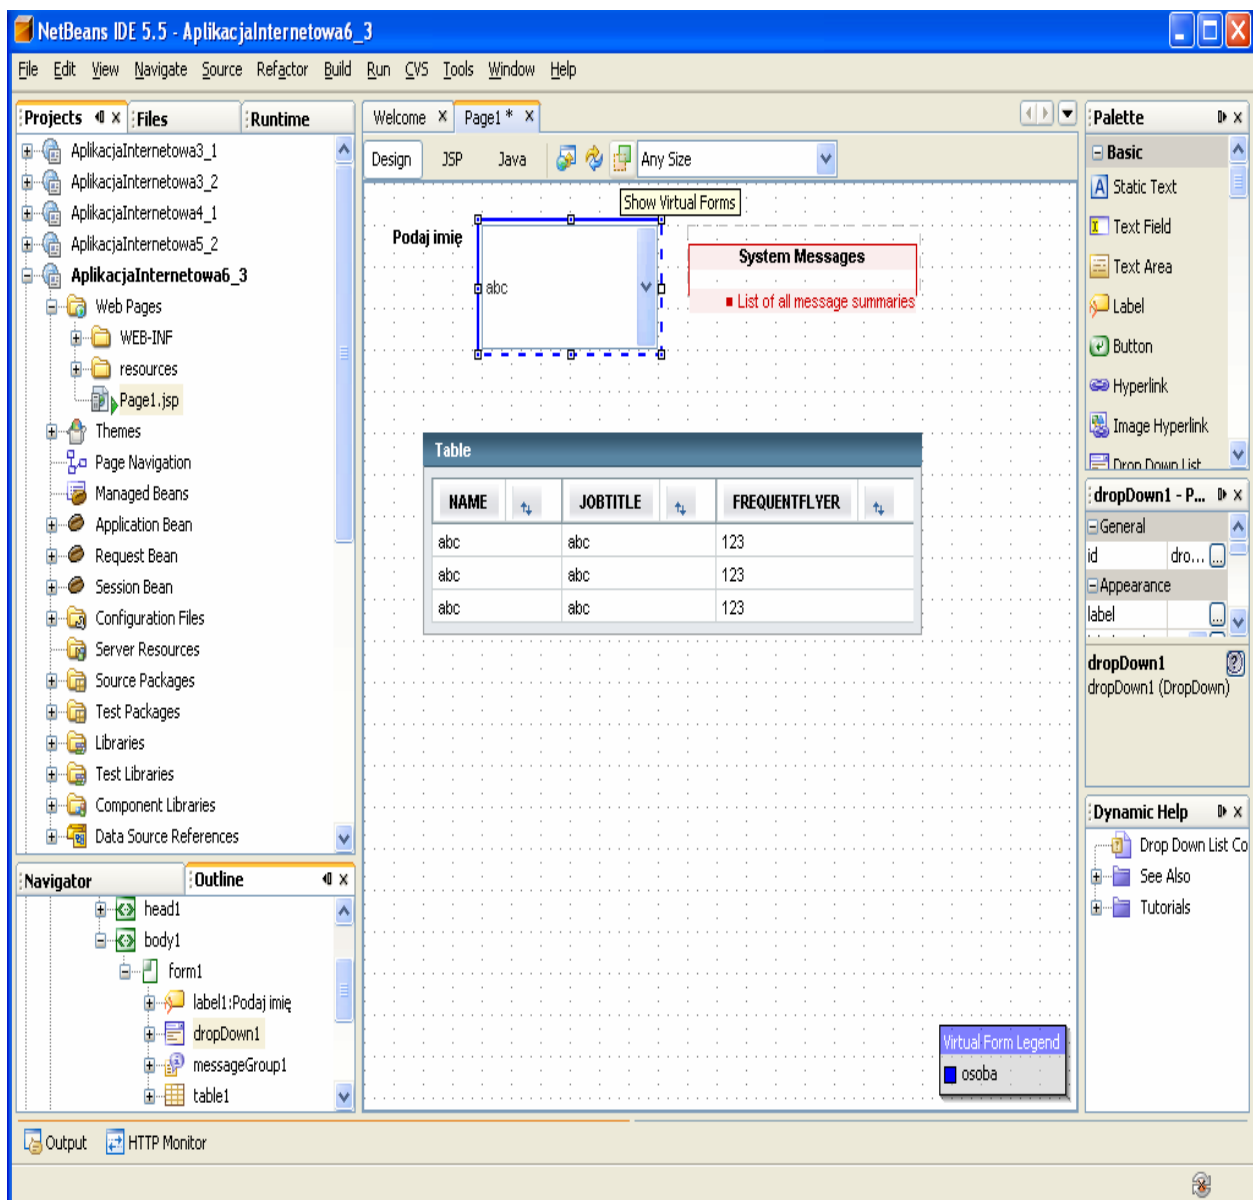 NetBeans IDE 5.5 - AplikacjaInternetowa6_3
File Edit View Navigate Source Refactor Build Run CVS Tools Window Help
Projects Files Runtime
AplikacjaInternetowa3_1
AplikacjaInternetowa3_2
AplikacjaInternetowa4_1
AplikacjaInternetowa5_2
AplikacjaInternetowa6_3
Web Pages
WEB-INF
resources
Page1.jsp
Themes
Page Navigation
Managed Beans
Application Bean
Request Bean
Session Bean
Configuration Files
Server Resources
Source Packages
Test Packages
Libraries
Test Libraries
Component Libraries
Data Source References
Navigator Outline
head1
body1
form1
label1:Podaj imię
dropDown1
messageGroup1
table1
Welcome Page1 *
Design JSP Java Any Size
Show Virtual Forms
Podaj imię
abc
System Messages
List of all message summaries
Table
NAME JOBTITLE FREQUENTFLYER
abc abc 123
abc abc 123
abc abc 123
Virtual Form Legend
osoba
Palette
Basic
Static Text
Text Field
Text Area
Label
Button
Hyperlink
Image Hyperlink
Drop Down List
dropDown1 - P...
General
id dro... ...
Appearance
label ...
dropDown1
dropDown1 (DropDown)
Dynamic Help
Drop Down List Co
See Also
Tutorials
Output HTTP Monitor